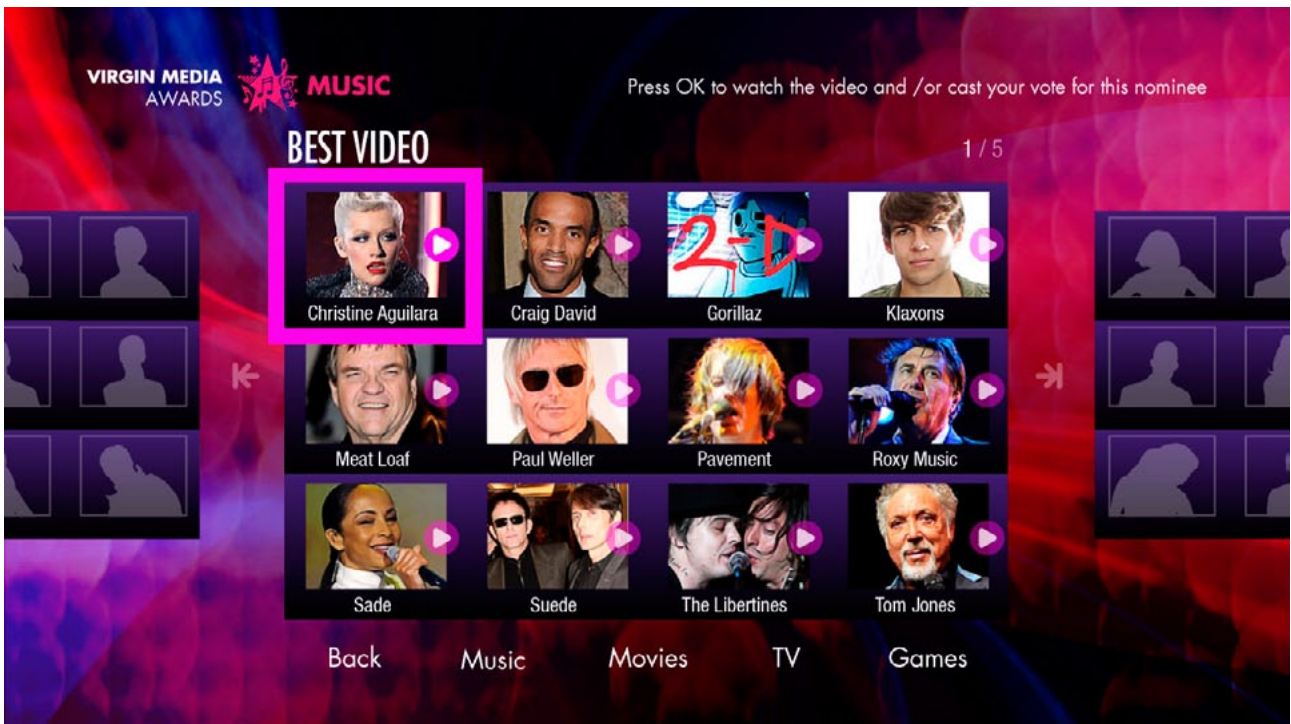 VIRGIN MEDIA
AWARDS
MUSIC
Press OK to watch the video and /or cast your vote for this nominee
BEST VIDEO
1 / 5
Christine Aguilara
Craig David
2-D
Gorillaz
Klaxons
Meat Loaf
Paul Weller
Pavement
Roxy Music
Sade
Suede
The Libertines
Tom Jones
Back
Music
Movies
TV
Games